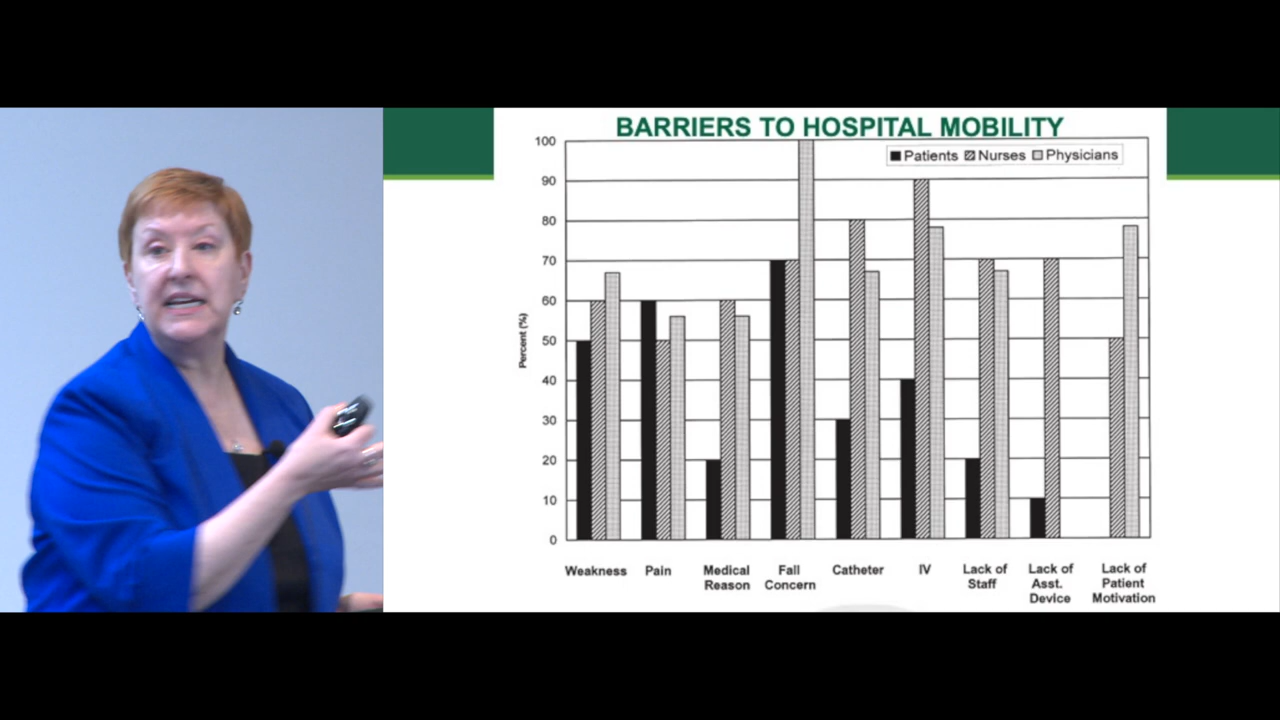 BARRIERS TO HOSPITAL MOBILITY
Patients Nurses Physicians
100
90
80
70
60
50
40
30
20
10
0
Percent (%)
Weakness
Pain
Medical
Reason
Fall
Concern
Catheter
IV
Lack of
Staff
Lack of
Asst.
Device
Lack of
Patient
Motivation